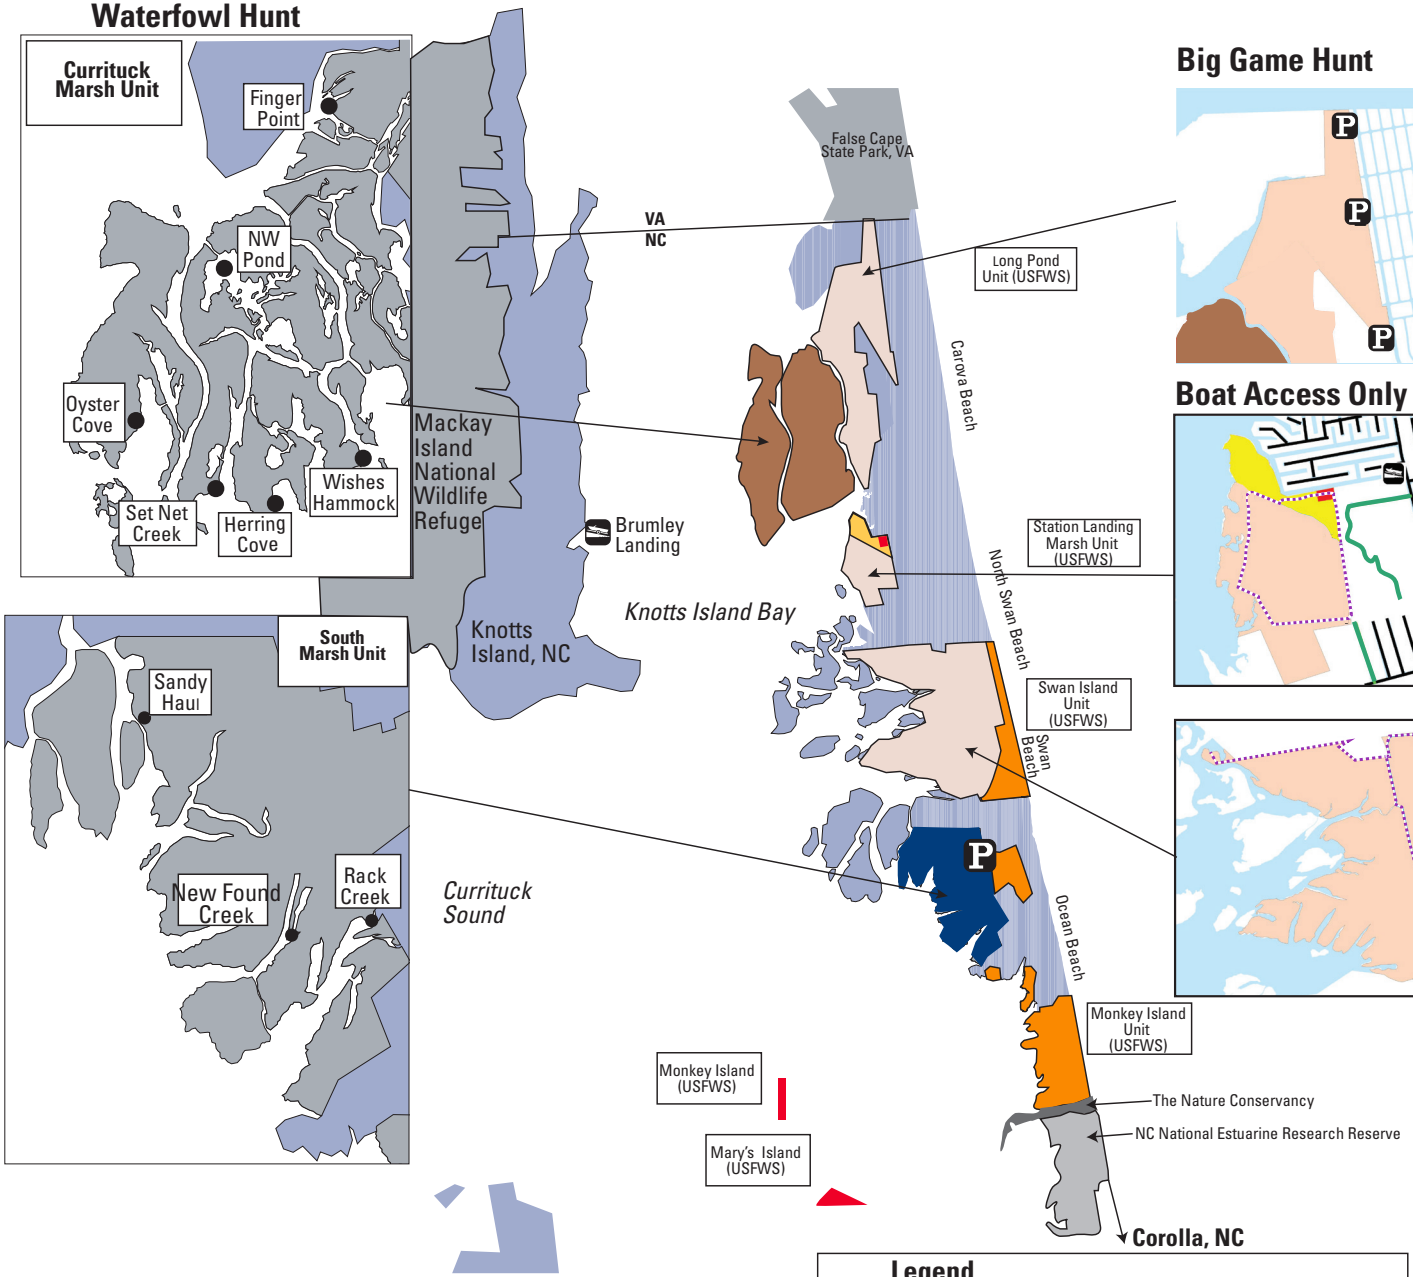 Waterfowl Hunt
Currituck
Marsh Unit
Finger
Point
NW
Pond
Oyster
Cove
Set Net
Creek
Herring
Cove
Wishes
Hammock
South
Marsh Unit
Sandy
Haul
New Found
Creek
Rack
Creek
Mackay
Island
National
Wildlife
Refuge
Knotts
Island, NC
Brumley
Landing
Knotts Island Bay
Currituck
Sound
VA
NC
False Cape
State Park, VA
Long Pond
Unit (USFWS)
Carova Beach
Station Landing
Marsh Unit
(USFWS)
North Swan Beach
Swan Island
Unit
(USFWS)
Swan
Beach
P
Ocean Beach
Monkey Island
Unit
(USFWS)
Monkey Island
(USFWS)
Mary's Island
(USFWS)
The Nature Conservancy
NC National Estuarine Research Reserve
Corolla, NC
Legend
Big Game Hunt
P
P
P
Boat Access Only